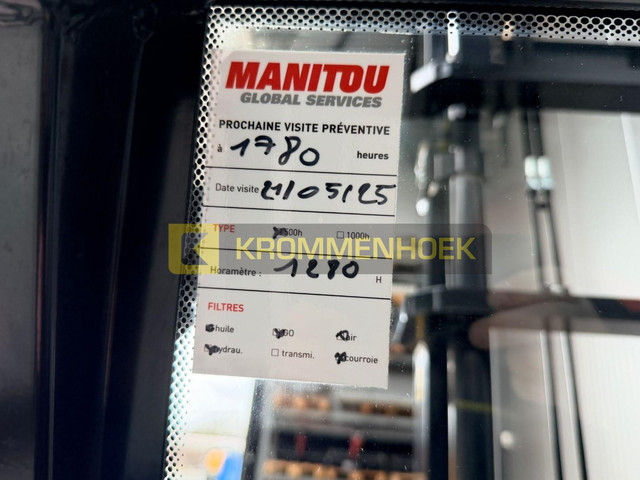 MANITOU
GLOBAL SERVICES
PROCHAINE VISITE PRÉVENTIVE
à 1780 heures
Date visite 21/05/25
TYPE 500h 1000h
KROMMENHOEK
Horamètre : 1280 H
FILTRES
huile GO air
hydrau. transmi. courroie